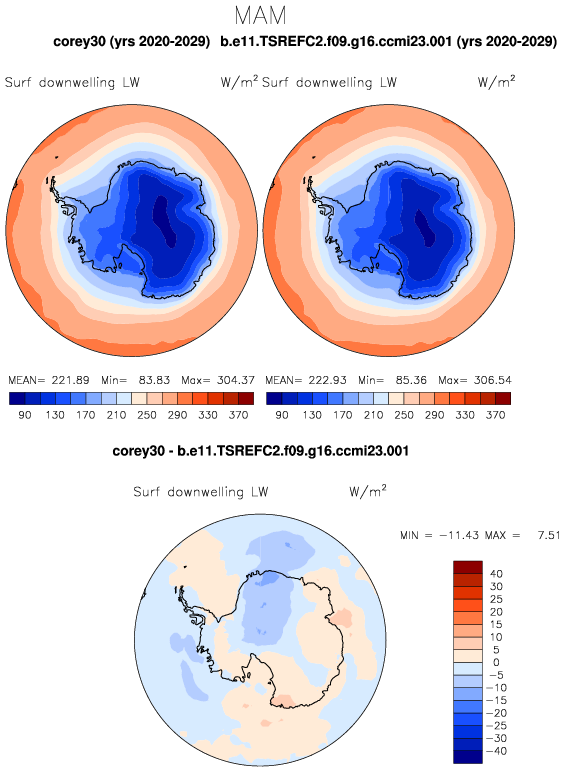 MAM
corey30 (yrs 2020-2029) b.e11.TSREFC2.f09.g16.ccmi23.001 (yrs 2020-2029)
Surf downwelling LW W/m² Surf downwelling LW W/m²
MEAN= 221.89 Min= 83.83 Max= 304.37 MEAN= 222.93 Min= 85.36 Max= 306.54
90 130 170 210 250 290 330 370 90 130 170 210 250 290 330 370
corey30 - b.e11.TSREFC2.f09.g16.ccmi23.001
Surf downwelling LW W/m²
MIN = -11.43 MAX = 7.51
40
30
25
20
15
10
5
0
-5
-10
-15
-20
-25
-30
-40